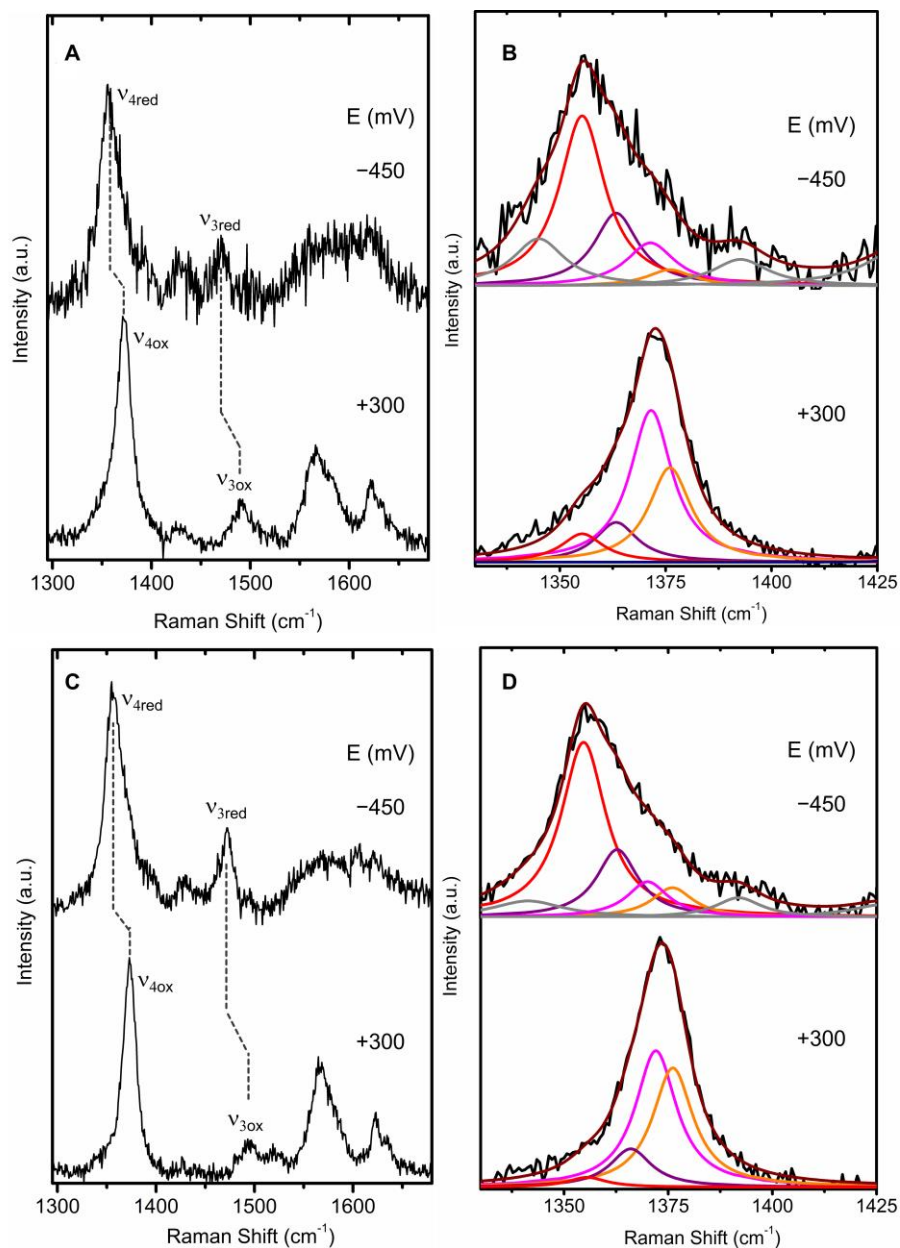 A
ν4red
E (mV)
−450
ν3red
ν4ox
+300
ν3ox
Intensity (a.u.)
1300 1400 1500 1600
Raman Shift (cm-1)
B
E (mV)
−450
+300
Intensity (a.u.)
1355 1375 1400 1425
Raman Shift (cm-1)
C
ν4red
E (mV)
−450
ν3red
ν4ox
+300
ν3ox
Intensity (a.u.)
1300 1400 1500 1600
Raman Shift (cm-1)
D
E (mV)
−450
+300
Intensity (a.u.)
1350 1375 1400 1425
Raman Shift (cm-1)